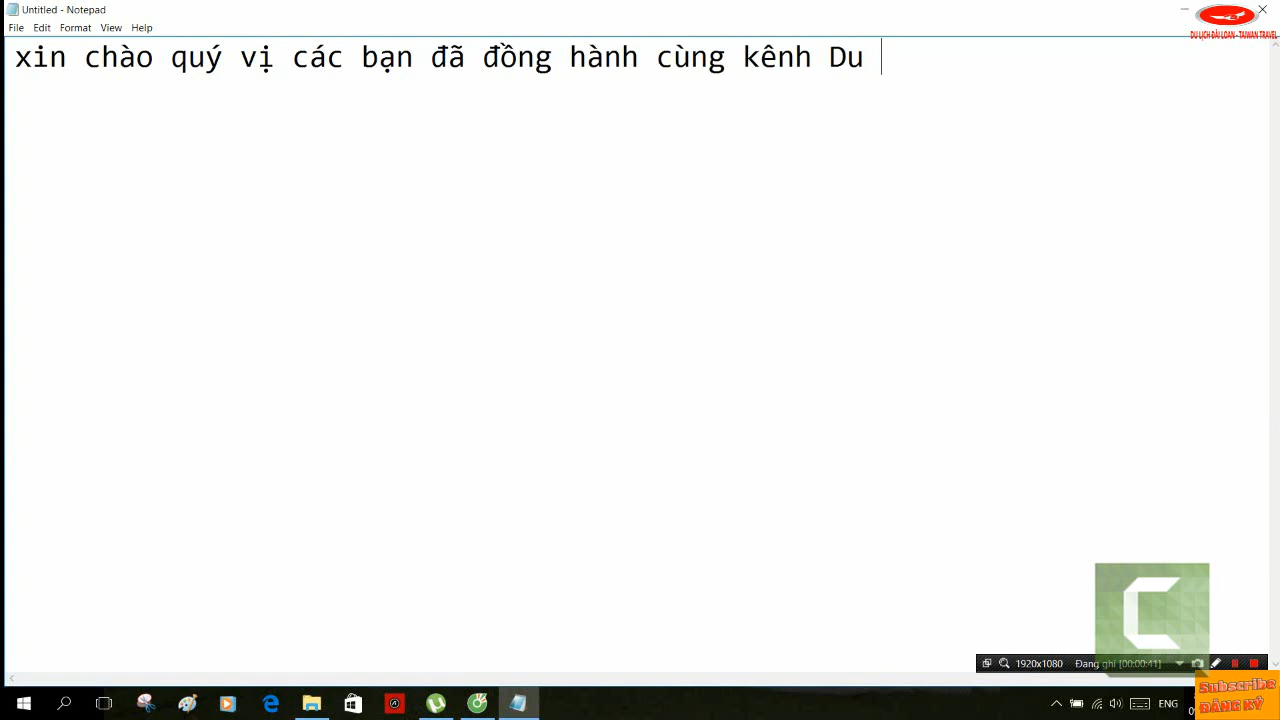 Untitled - Notepad
File Edit Format View Help
DU LỊCH ĐÀI LOAN - TAIWAN TRAVEL
xin chào quý vị các bạn đã đồng hành cùng kênh Du
1920x1080 Đang ghi [00:00:41]
ENG
Subscribe
ĐĂNG KÝ